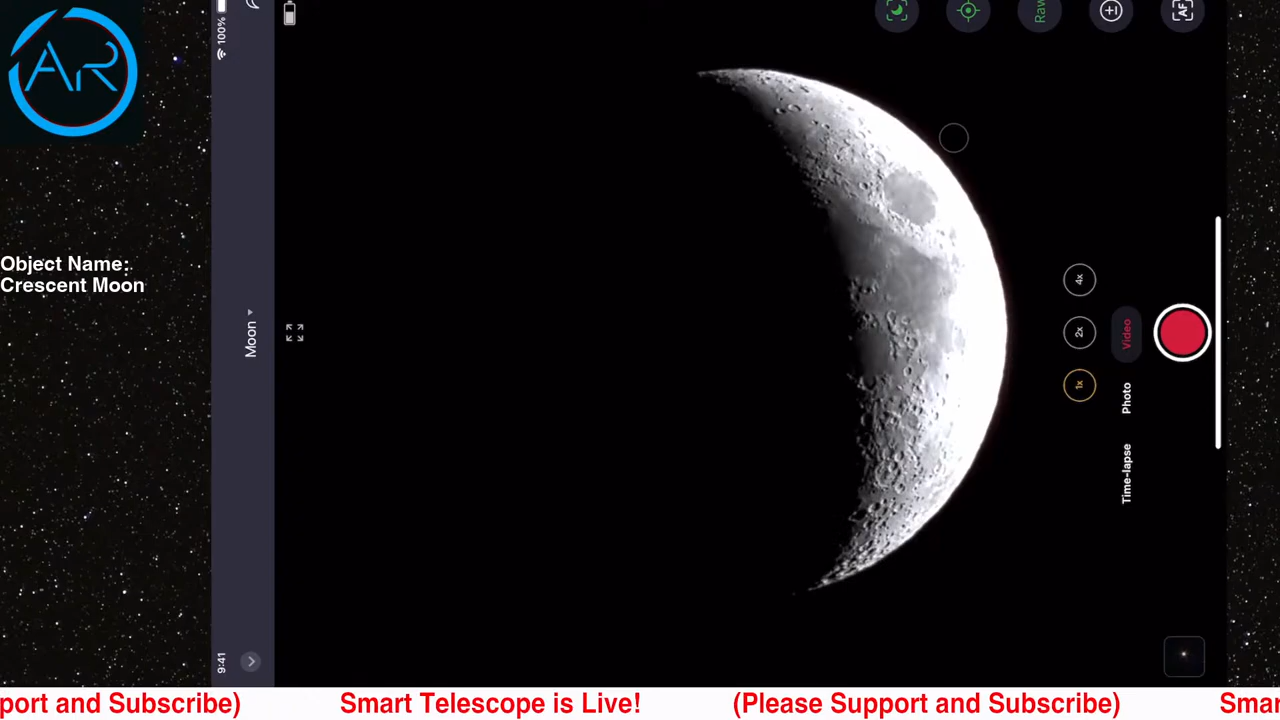 AR
Object Name:
Crescent Moon
100%
Moon
9:41
Raw
AF
4x
2x
1x
Video
Photo
Time-lapse
port and Subscribe) Smart Telescope is Live! (Please Support and Subscribe) Smar